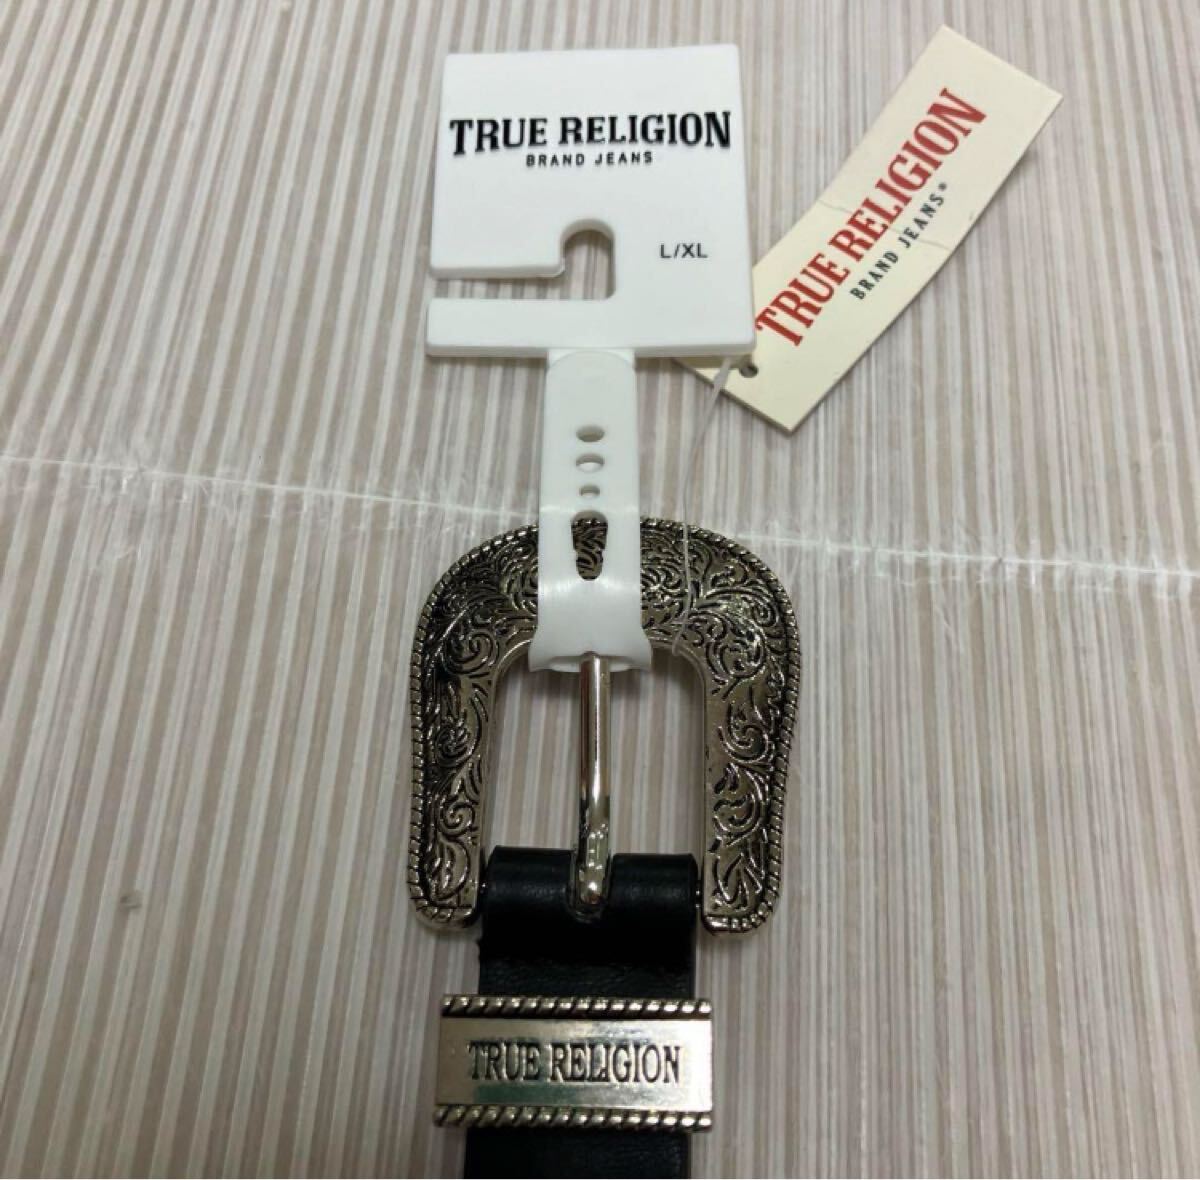 TRUE RELIGION
BRAND JEANS
L/XL
TRUE RELIGION
BRAND JEANS®
TRUE RELIGION